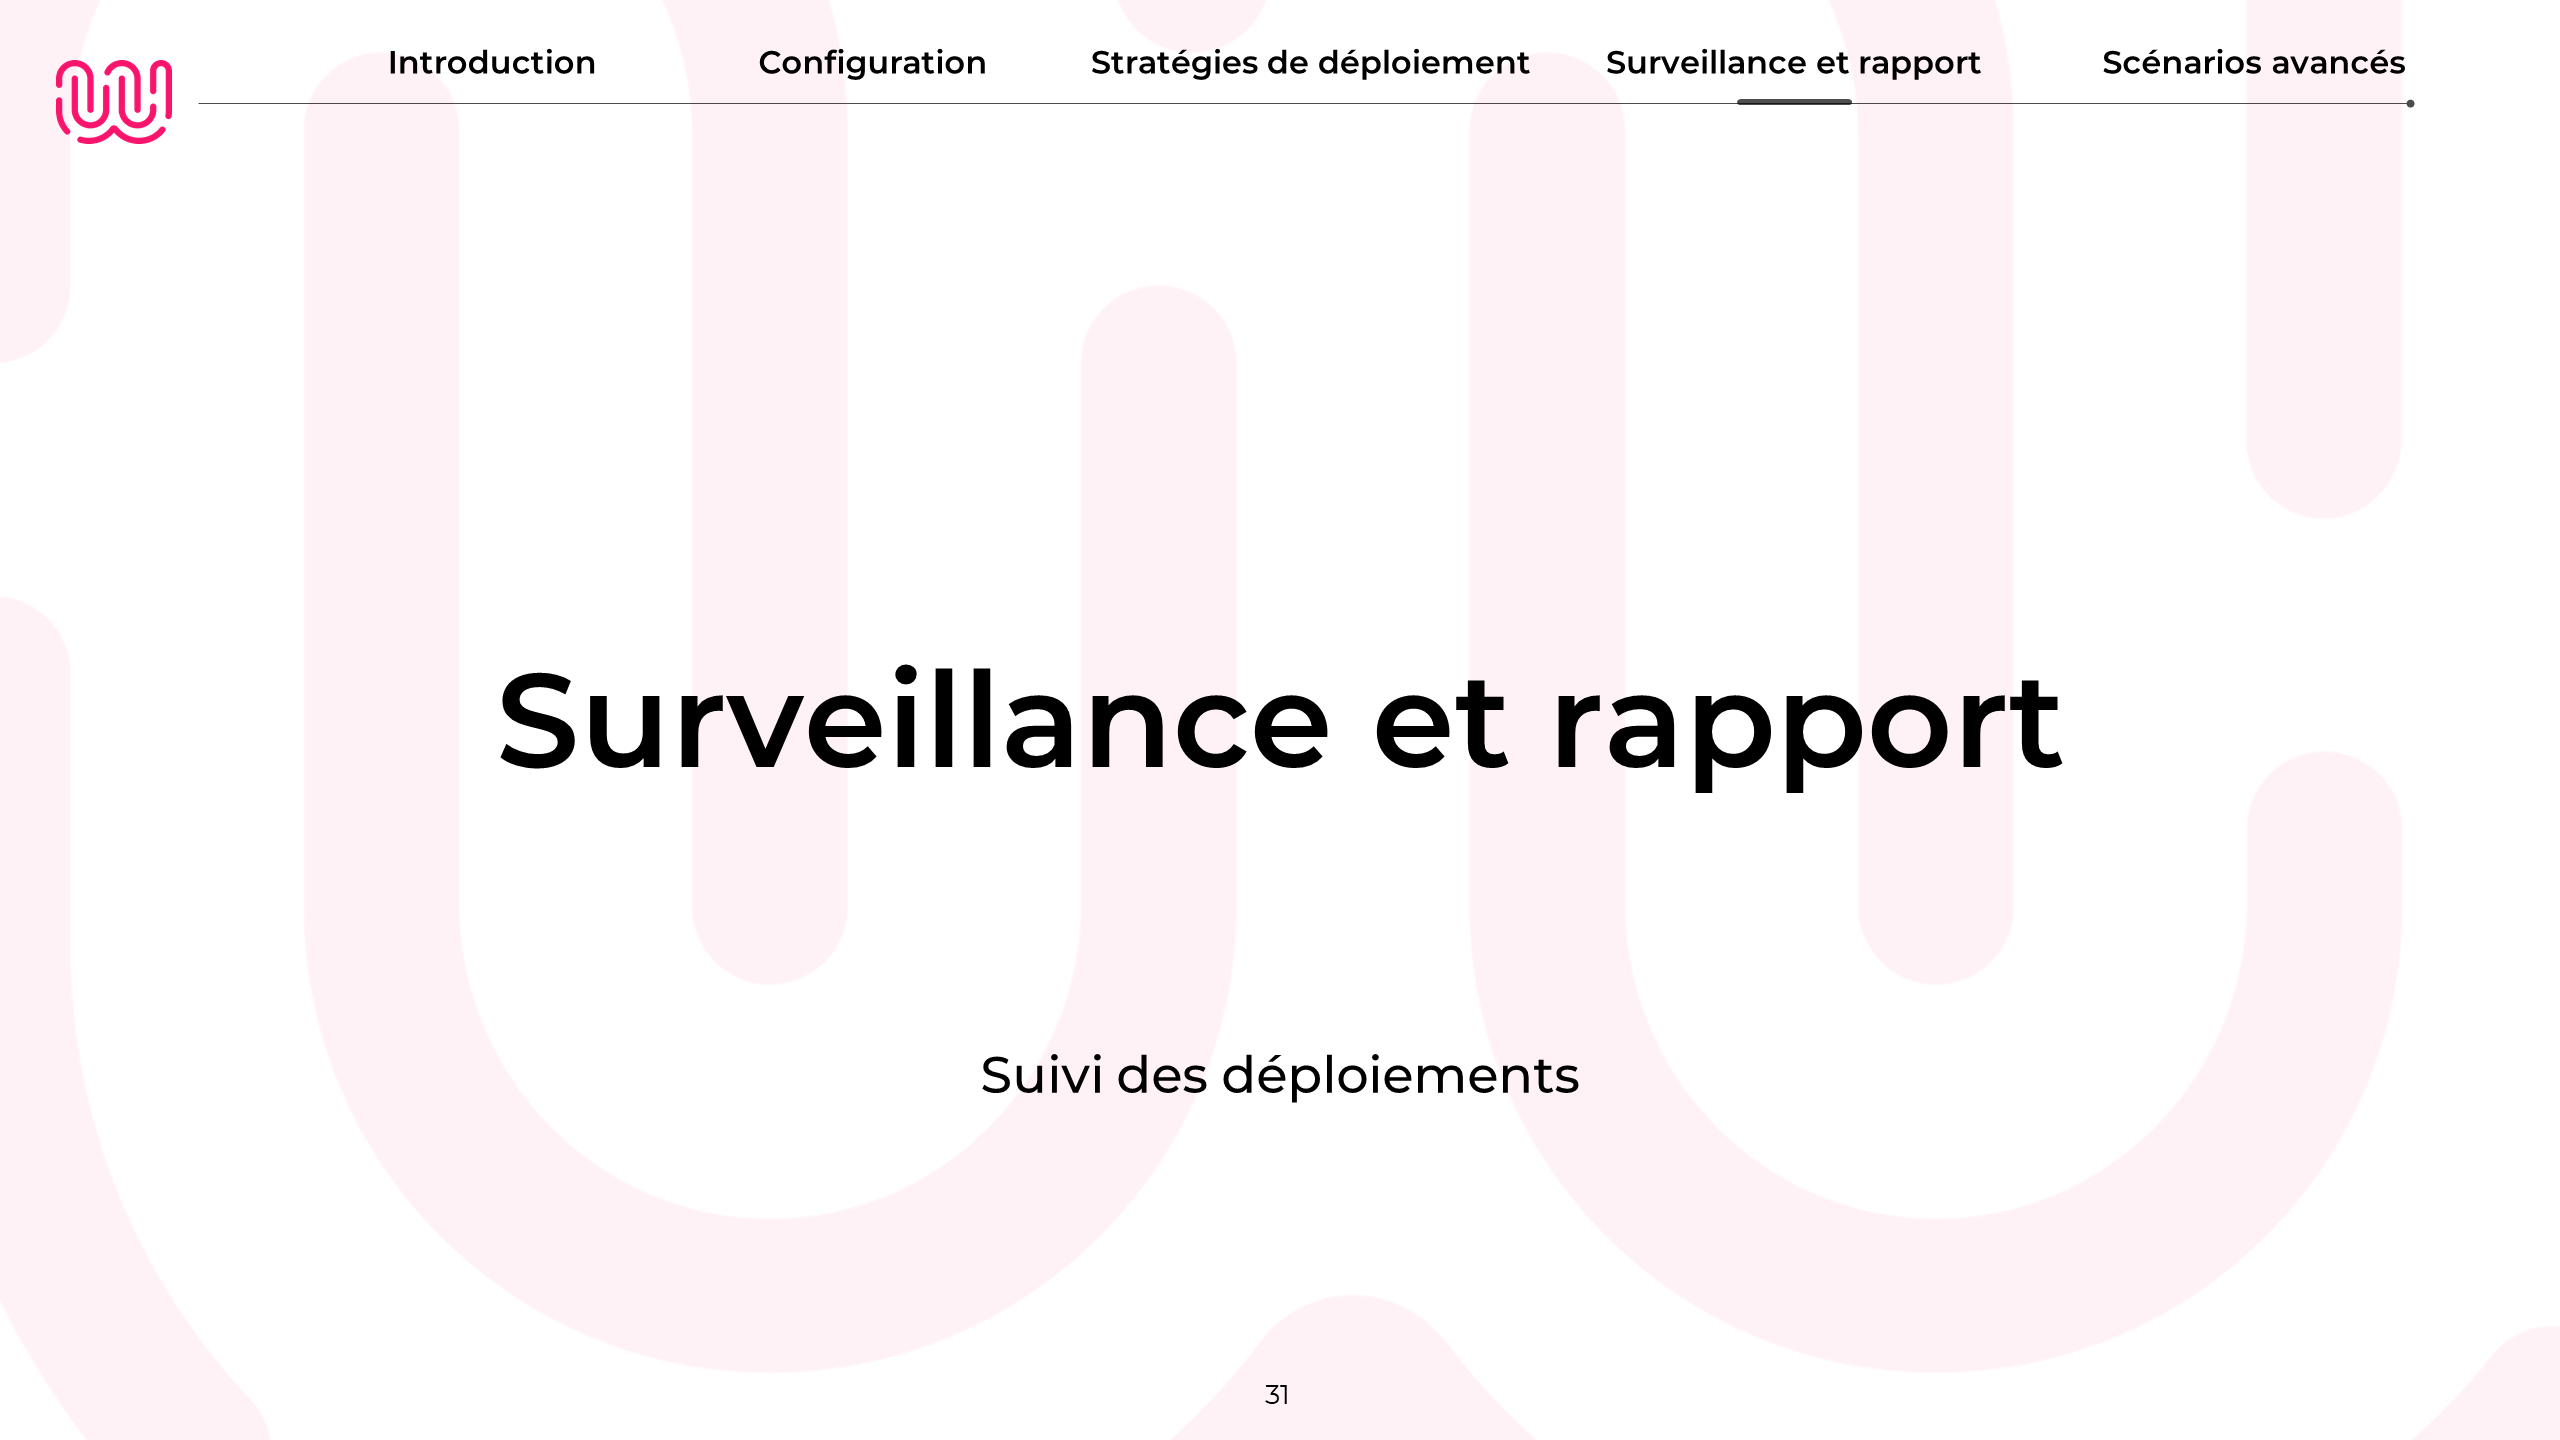 Introduction
Configuration
Stratégies de déploiement
Surveillance et rapport
Scénarios avancés
Surveillance et rapport
Suivi des déploiements
31